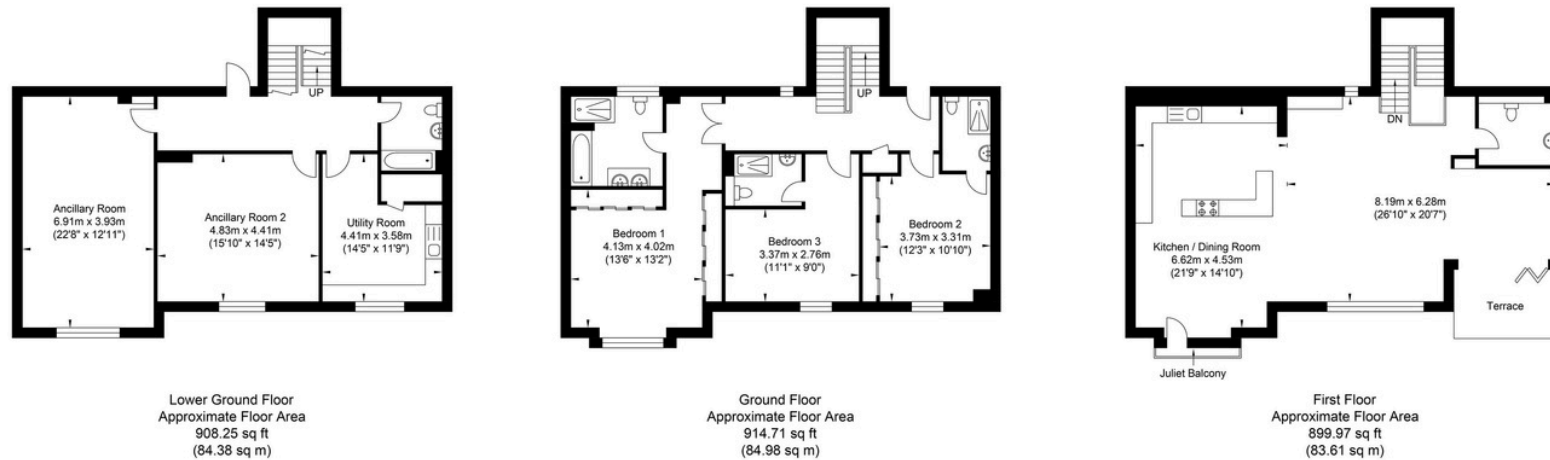 UP
Ancillary Room
6.91m x 3.93m
(22'8" x 12'11")
Ancillary Room 2
4.83m x 4.41m
(15'10" x 14'5")
Utility Room
4.41m x 3.58m
(14'5" x 11'9")
Lower Ground Floor
Approximate Floor Area
908.25 sq ft
(84.38 sq m)
UP
Bedroom 1
4.13m x 4.02m
(13'6" x 13'2")
Bedroom 3
3.37m x 2.76m
(11'1" x 9'0")
Bedroom 2
3.73m x 3.31m
(12'3" x 10'10")
Ground Floor
Approximate Floor Area
914.71 sq ft
(84.98 sq m)
DN
8.19m x 6.28m
(26'10" x 20'7")
Kitchen / Dining Room
6.62m x 4.53m
(21'9" x 14'10")
Terrace
Juliet Balcony
First Floor
Approximate Floor Area
899.97 sq ft
(83.61 sq m)